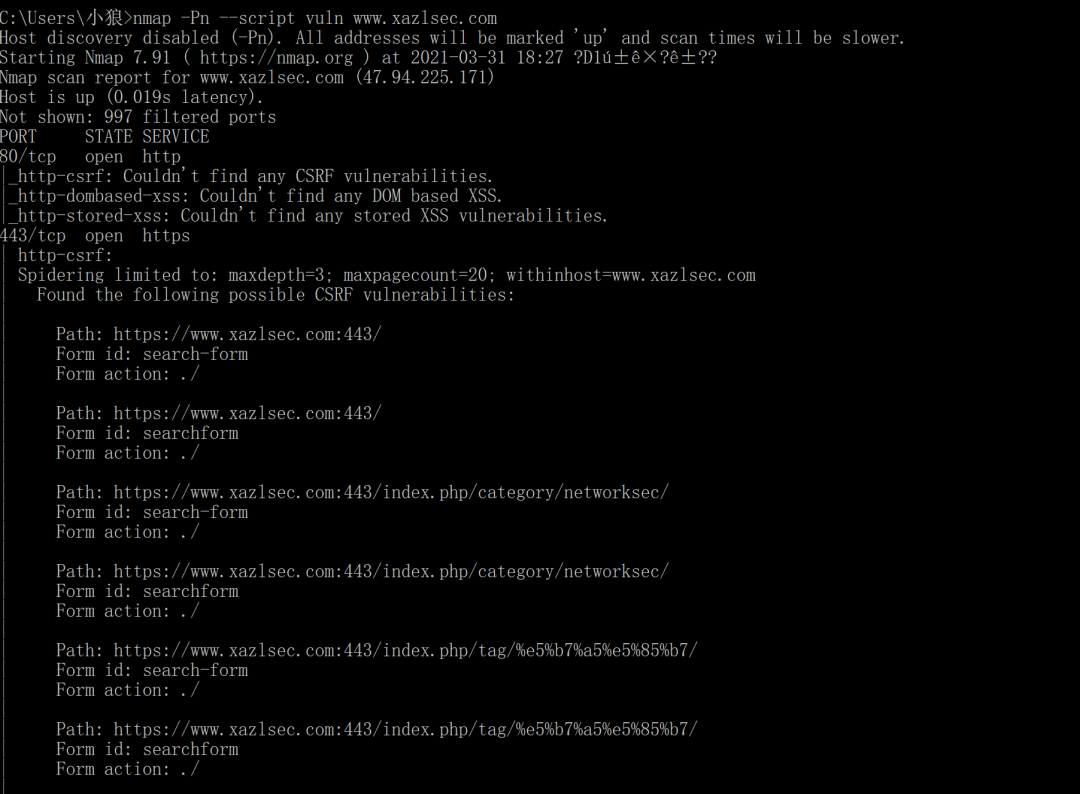 C:\Users\小狼>nmap -Pn --script vuln www.xazlsec.com
Host discovery disabled (-Pn). All addresses will be marked 'up' and scan times will be slower.
Starting Nmap 7.91 ( https://nmap.org ) at 2021-03-31 18:27 ?D1ú±ê×?ê±??
Nmap scan report for www.xazlsec.com (47.94.225.171)
Host is up (0.019s latency).
Not shown: 997 filtered ports
PORT    STATE SERVICE
80/tcp  open  http
|_http-csrf: Couldn't find any CSRF vulnerabilities.
|_http-dombased-xss: Couldn't find any DOM based XSS.
|_http-stored-xss: Couldn't find any stored XSS vulnerabilities.
443/tcp open  https
| http-csrf:
| Spidering limited to: maxdepth=3; maxpagecount=20; withinhost=www.xazlsec.com
|   Found the following possible CSRF vulnerabilities:
|
|     Path: https://www.xazlsec.com:443/
|     Form id: search-form
|     Form action: ./
|
|     Path: https://www.xazlsec.com:443/
|     Form id: searchform
|     Form action: ./
|
|     Path: https://www.xazlsec.com:443/index.php/category/networksec/
|     Form id: search-form
|     Form action: ./
|
|     Path: https://www.xazlsec.com:443/index.php/category/networksec/
|     Form id: searchform
|     Form action: ./
|
|     Path: https://www.xazlsec.com:443/index.php/tag/%e5%b7%a5%e5%85%b7/
|     Form id: search-form
|     Form action: ./
|
|     Path: https://www.xazlsec.com:443/index.php/tag/%e5%b7%a5%e5%85%b7/
|     Form id: searchform
|     Form action: ./
|